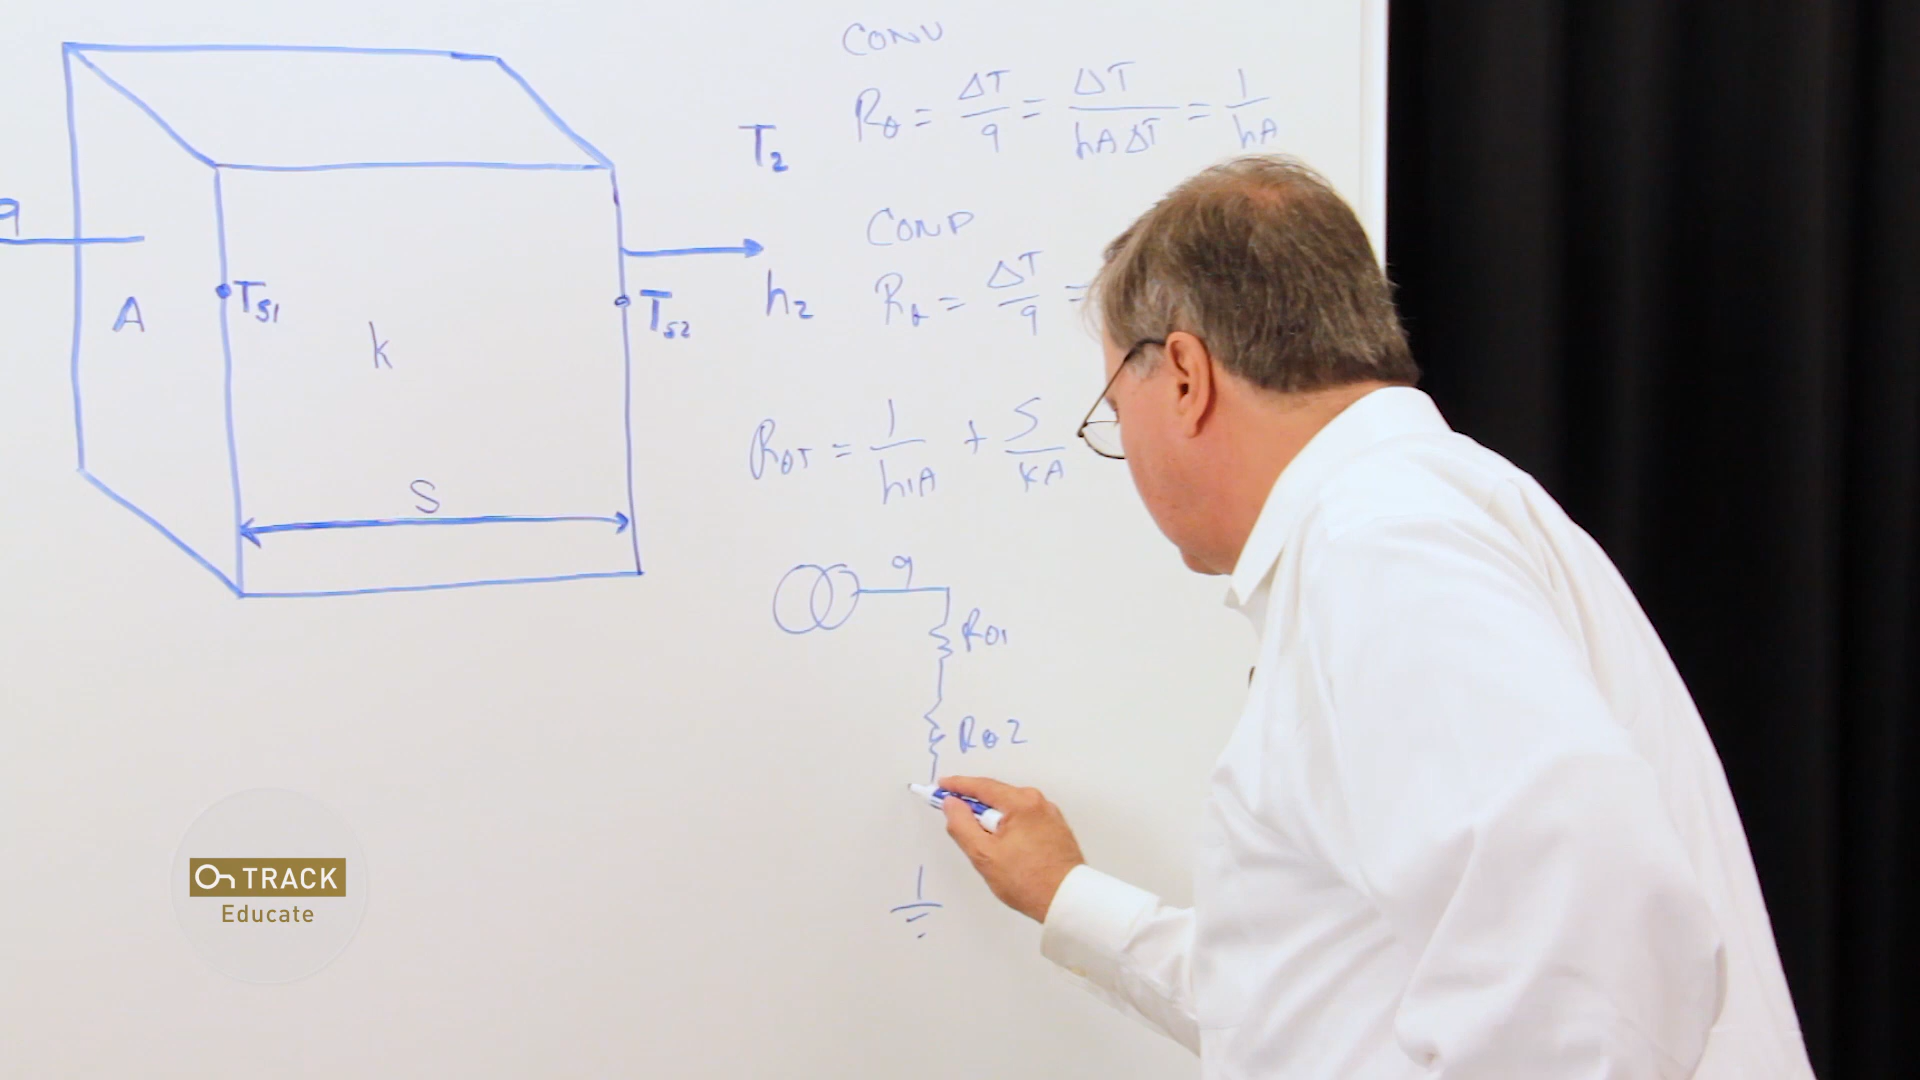 CONV
Rθ = ΔT/q = ΔT/hAΔT = 1/hA
T2
q
COND
Rθ = ΔT/q =
A
TS1
k
TS2
h2
RθT = 1/h1A + S/kA
S
q
Rθ1
Rθ2
On TRACK
Educate